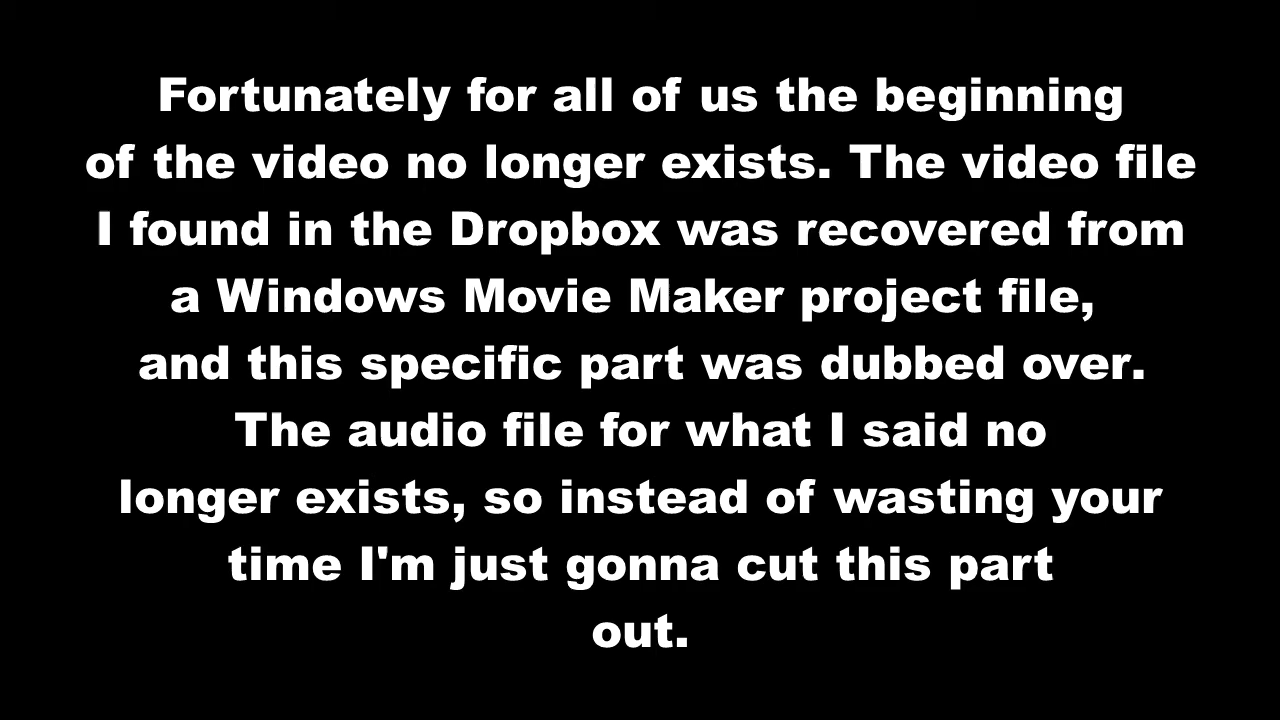 Fortunately for all of us the beginning
of the video no longer exists. The video file
I found in the Dropbox was recovered from
a Windows Movie Maker project file,
and this specific part was dubbed over.
The audio file for what I said no
longer exists, so instead of wasting your
time I'm just gonna cut this part
out.